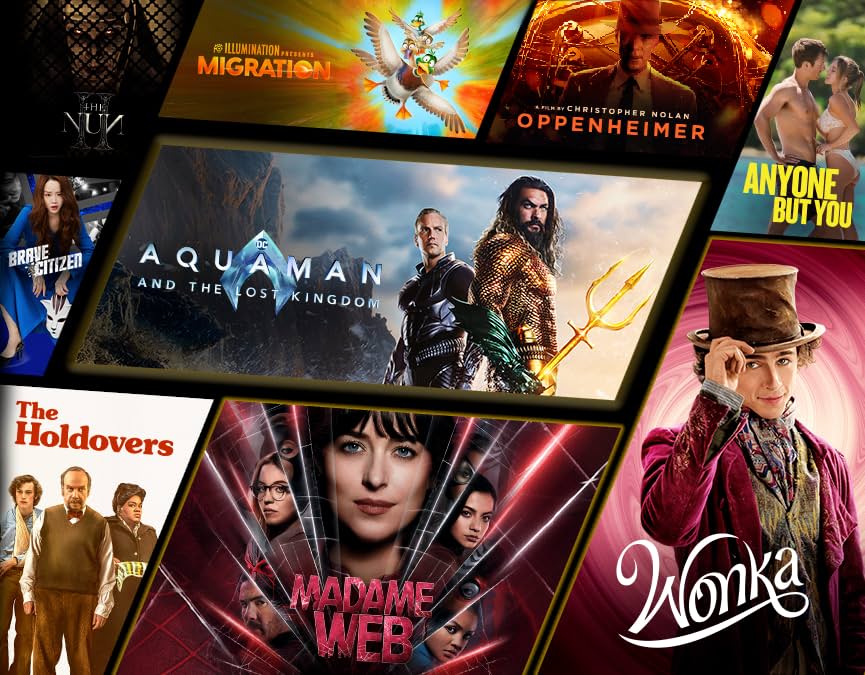 THE
NUN
II
ILLUMINATION PRESENTS
MIGRATION
A FILM BY CHRISTOPHER NOLAN
OPPENHEIMER
ANYONE
BUT YOU
BRAVE
CITIZEN
DC
AQUAMAN
AND THE LOST KINGDOM
The
Holdovers
MADAME
WEB
Wonka